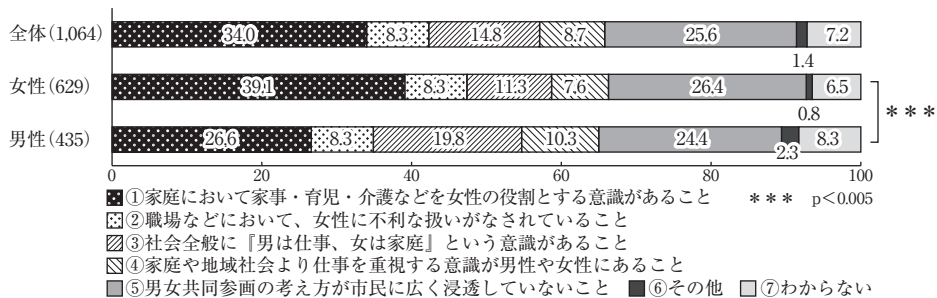 全体(1,064) 34.0 8.3 14.8 8.7 25.6 7.2
1.4
女性(629) 39.1 8.3 11.3 7.6 26.4 6.5
0.8
***
男性(435) 26.6 8.3 19.8 10.3 24.4 2.3 8.3
0 20 40 60 80 100
①家庭において家事・育児・介護などを女性の役割とする意識があること *** p<0.005
②職場などにおいて、女性に不利な扱いがなされていること
③社会全般に『男は仕事、女は家庭』という意識があること
④家庭や地域社会より仕事を重視する意識が男性や女性にあること
⑤男女共同参画の考え方が市民に広く浸透していないこと ⑥その他 ⑦わからない